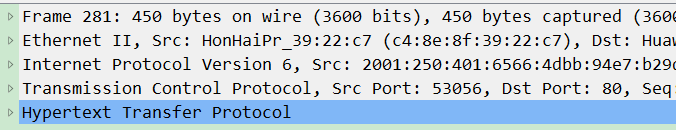 Frame 281: 450 bytes on wire (3600 bits), 450 bytes captured (360
Ethernet II, Src: HonHaiPr_39:22:c7 (c4:8e:8f:39:22:c7), Dst: Huaw
Internet Protocol Version 6, Src: 2001:250:401:6566:4dbb:94e7:b29d
Transmission Control Protocol, Src Port: 53056, Dst Port: 80, Seq:
Hypertext Transfer Protocol